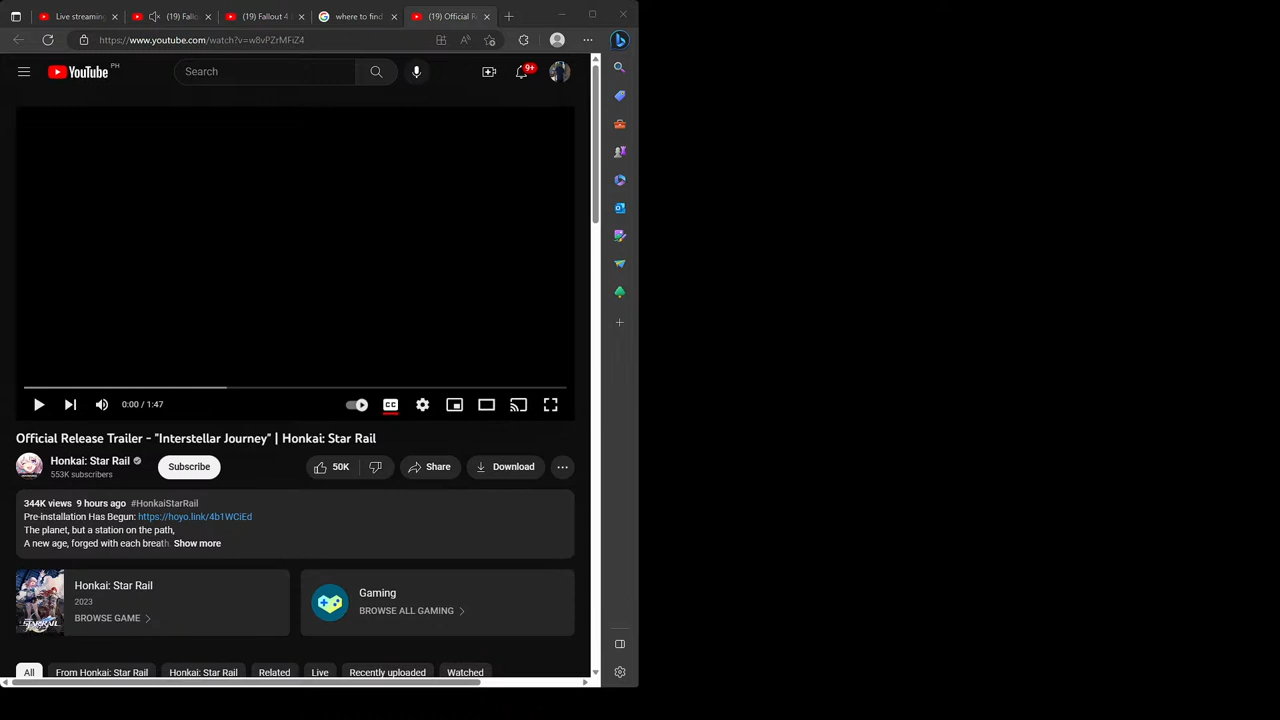 Live streaming
(19) Fallo
(19) Fallout 4
where to find
(19) Official R
https://www.youtube.com/watch?v=w8vPZrMFiZ4
YouTube PH
Search
9+
0:00 / 1:47
CC
Official Release Trailer - "Interstellar Journey" | Honkai: Star Rail
Honkai: Star Rail
553K subscribers
Subscribe
50K
Share
Download
344K views 9 hours ago #HonkaiStarRail
Pre-installation Has Begun: https://hoyo.link/4b1WCiEd
The planet, but a station on the path,
A new age, forged with each breath Show more
Honkai: Star Rail
2023
BROWSE GAME
STAR RAIL
Gaming
BROWSE ALL GAMING
All
From Honkai: Star Rail
Honkai: Star Rail
Related
Live
Recently uploaded
Watched